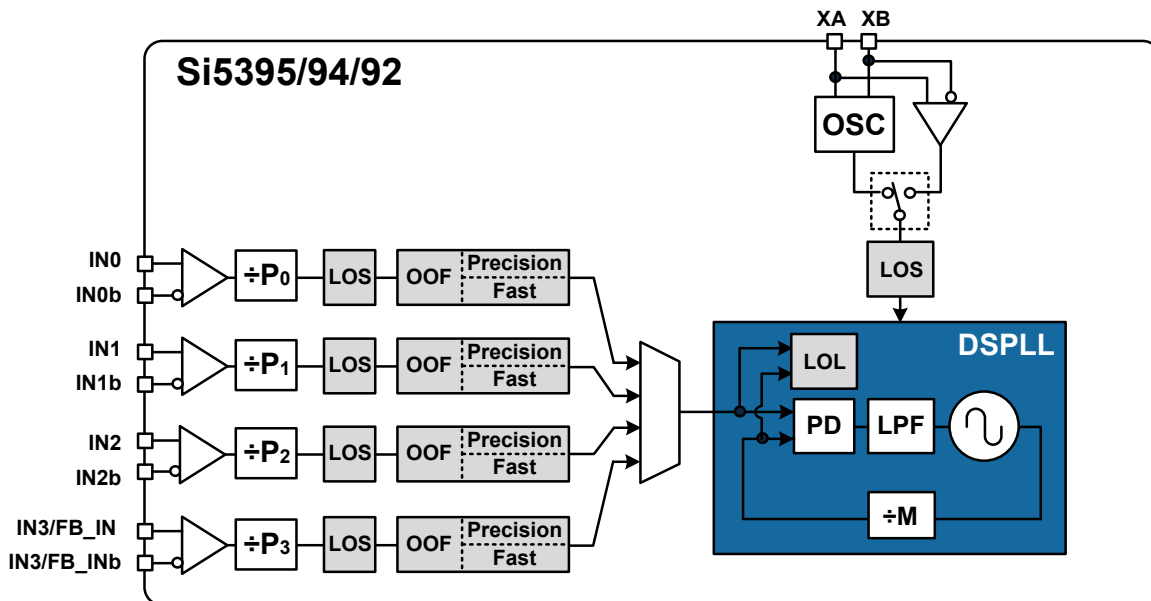 XA XB
Si5395/94/92
OSC
LOS
IN0
IN0b
÷P0
LOS
OOF
Precision
Fast
IN1
IN1b
÷P1
LOS
OOF
Precision
Fast
IN2
IN2b
÷P2
LOS
OOF
Precision
Fast
IN3/FB_IN
IN3/FB_INb
÷P3
LOS
OOF
Precision
Fast
DSPLL
LOL
PD
LPF
÷M